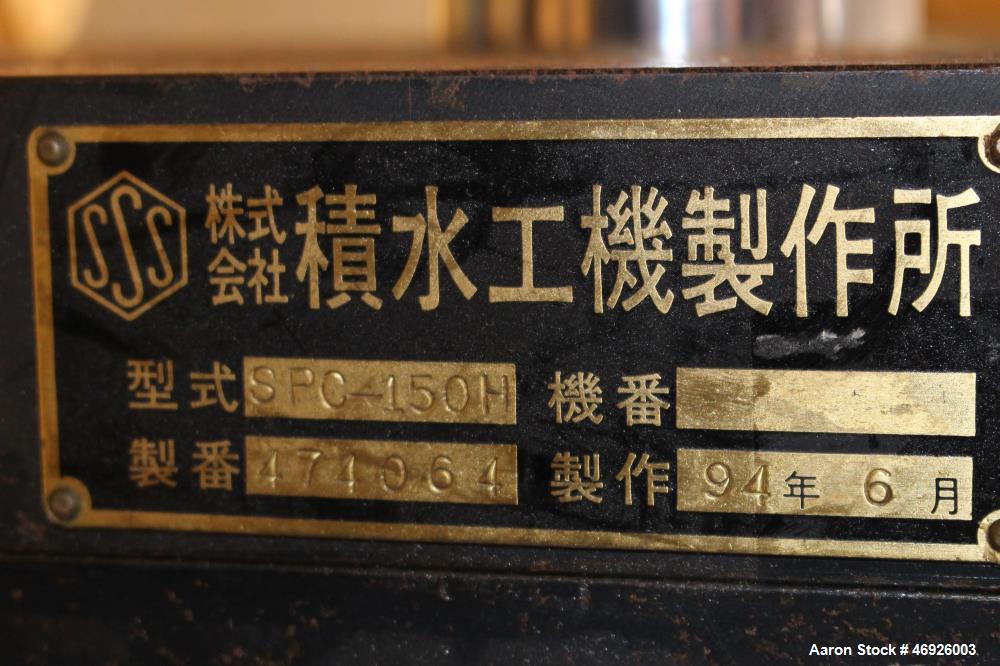 SSS
株式会社 積水工機製作所
型式 SPC-150H 機番
製番 474064 製作 94年 6月
Aaron Stock # 46926003